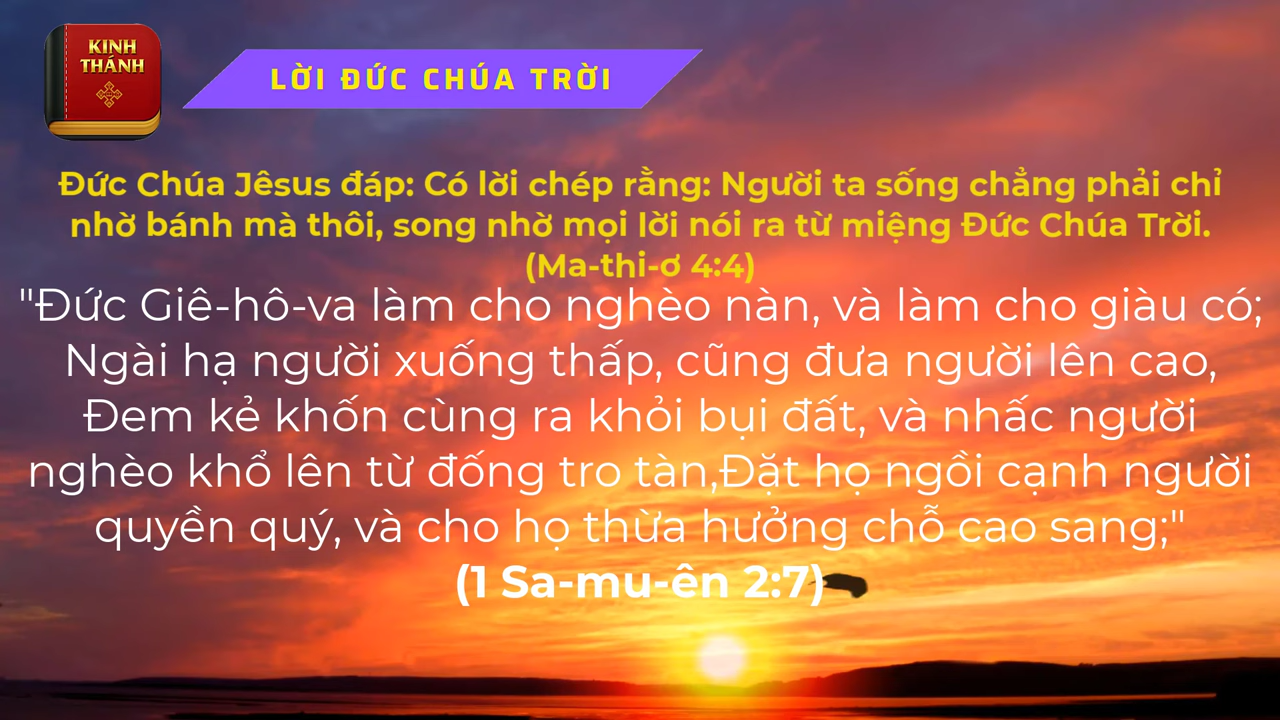 KINH
THÁNH
LỜI ĐỨC CHÚA TRỜI
Đức Chúa Jêsus đáp: Có lời chép rằng: Người ta sống chẳng phải chỉ
nhờ bánh mà thôi, song nhờ mọi lời nói ra từ miệng Đức Chúa Trời.
(Ma-thi-ơ 4:4)
"Đức Giê-hô-va làm cho nghèo nàn, và làm cho giàu có;
Ngài hạ người xuống thấp, cũng đưa người lên cao,
Đem kẻ khốn cùng ra khỏi bụi đất, và nhấc người
nghèo khổ lên từ đống tro tàn,Đặt họ ngồi cạnh người
quyền quý, và cho họ thừa hưởng chỗ cao sang;"
(1 Sa-mu-ên 2:7)